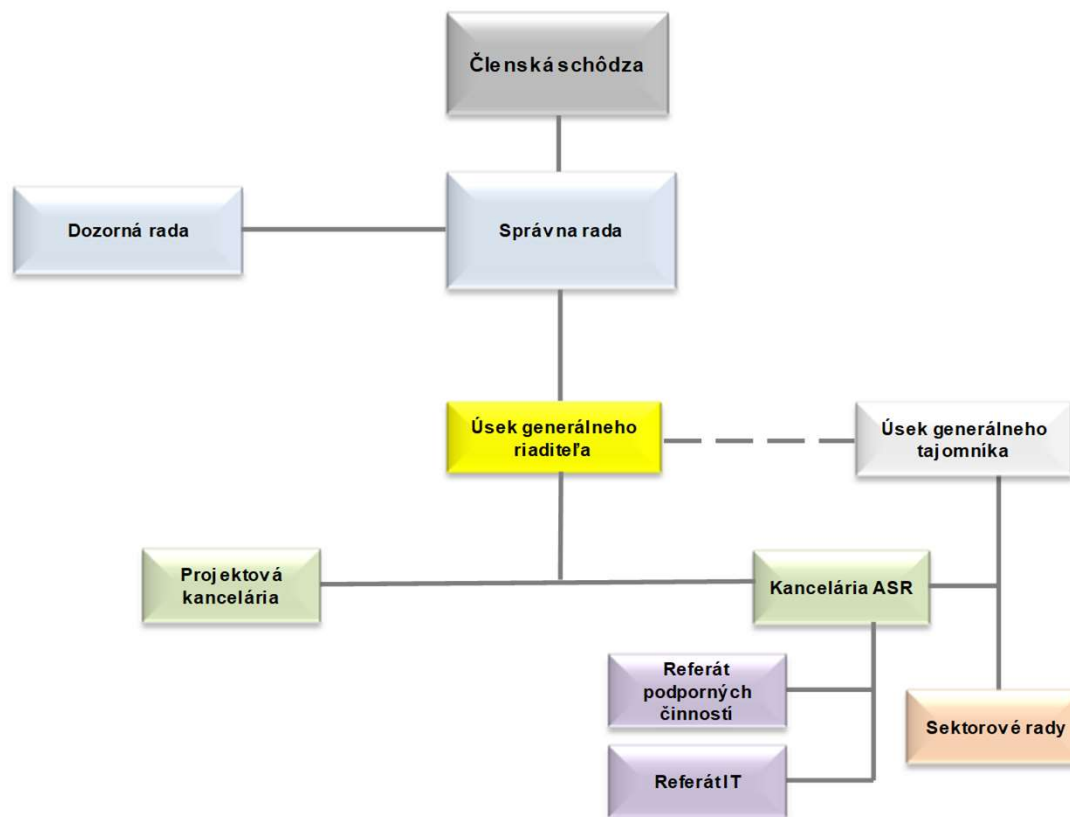 Členská schôdza
Dozorná rada
Správna rada
Úsek generálneho
riaditeľa
Úsek generálneho
tajomníka
Projektová
kancelária
Kancelária ASR
Referát
podporných
činností
Sektorové rady
Referát IT